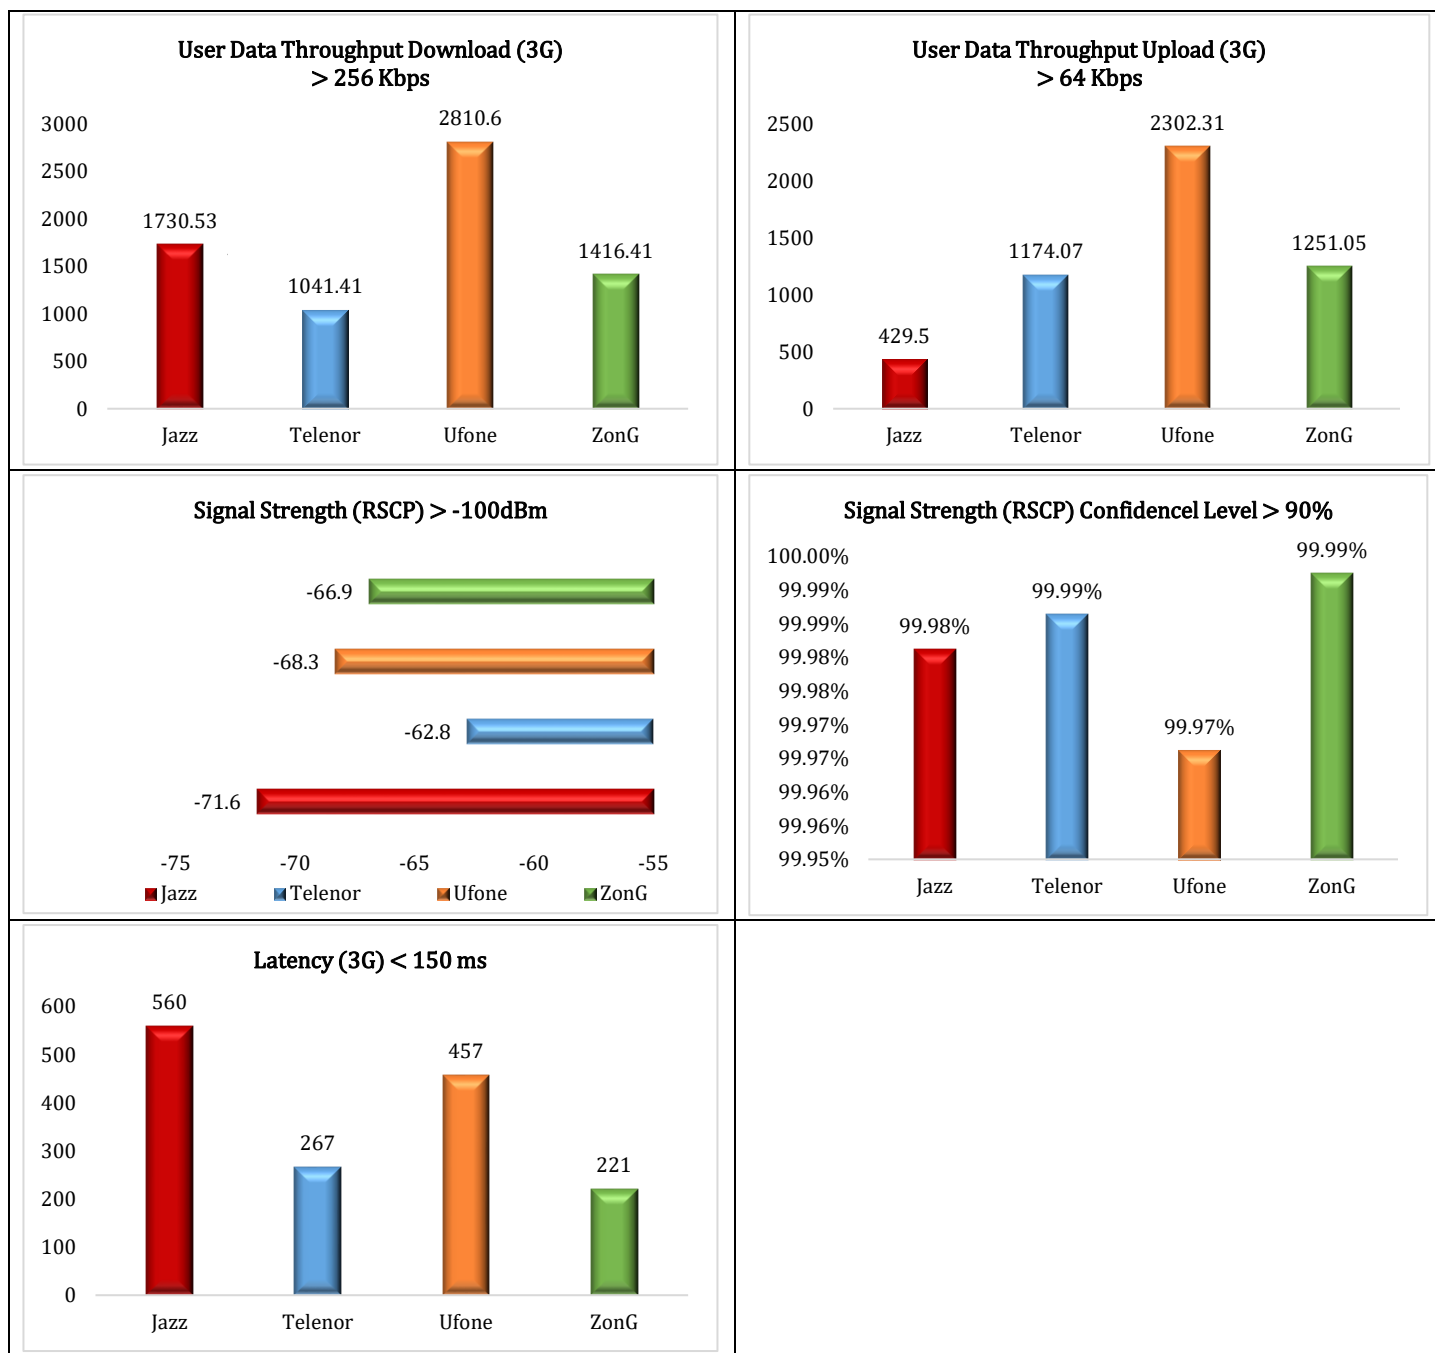 User Data Throughput Download (3G)
> 256 Kbps
3000
2500
2000
1500
1000
500
0
1730.53
1041.41
2810.6
1416.41
Jazz
Telenor
Ufone
ZonG
User Data Throughput Upload (3G)
> 64 Kbps
2500
2000
1500
1000
500
0
429.5
1174.07
2302.31
1251.05
Jazz
Telenor
Ufone
ZonG
Signal Strength (RSCP) > -100dBm
-66.9
-68.3
-62.8
-71.6
-75
-70
-65
-60
-55
Jazz
Telenor
Ufone
ZonG
Signal Strength (RSCP) Confidencel Level > 90%
100.00%
99.99%
99.99%
99.98%
99.98%
99.97%
99.97%
99.96%
99.96%
99.95%
99.98%
99.99%
99.97%
99.99%
Jazz
Telenor
Ufone
ZonG
Latency (3G) < 150 ms
600
500
400
300
200
100
0
560
267
457
221
Jazz
Telenor
Ufone
ZonG